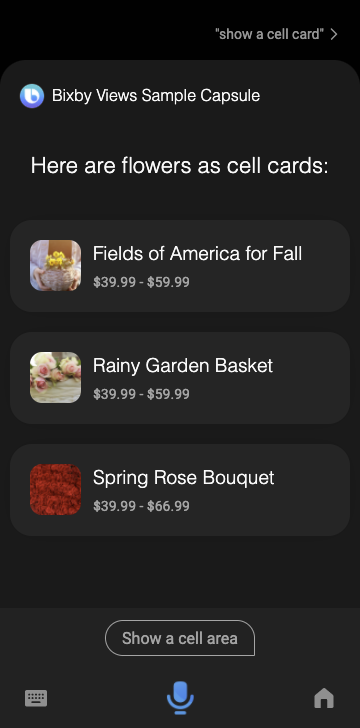 "show a cell card"
Bixby Views Sample Capsule
Here are flowers as cell cards:
Fields of America for Fall
$39.99 - $59.99
Rainy Garden Basket
$39.99 - $59.99
Spring Rose Bouquet
$39.99 - $66.99
Show a cell area